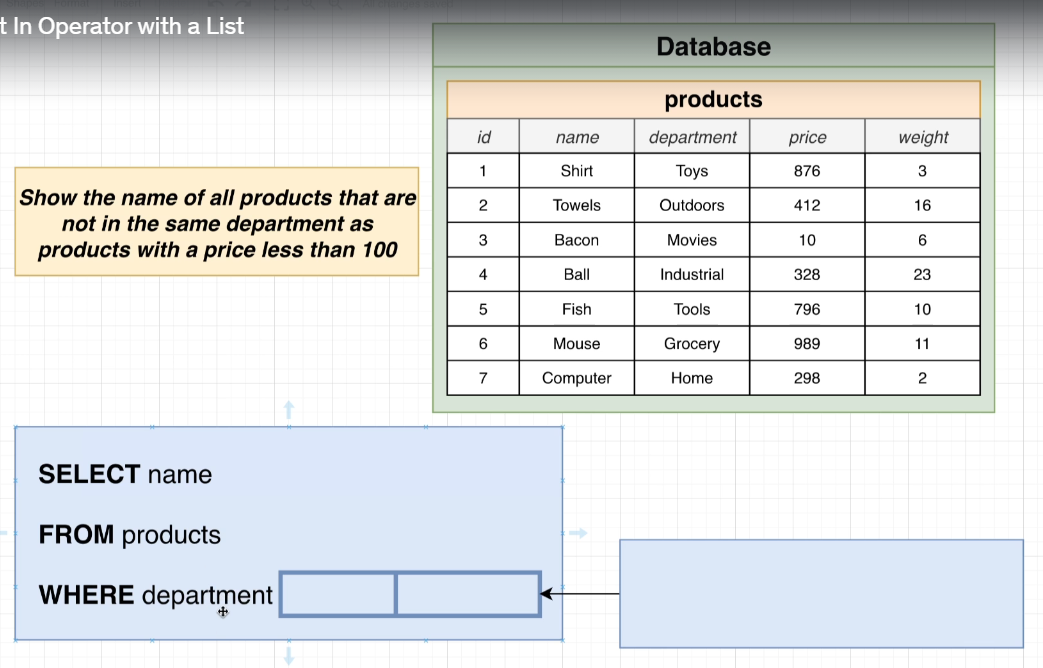 t In Operator with a List
Database
products
id name department price weight
1 Shirt Toys 876 3
2 Towels Outdoors 412 16
3 Bacon Movies 10 6
4 Ball Industrial 328 23
5 Fish Tools 796 10
6 Mouse Grocery 989 11
7 Computer Home 298 2
Show the name of all products that are
not in the same department as
products with a price less than 100
SELECT name
FROM products
WHERE department